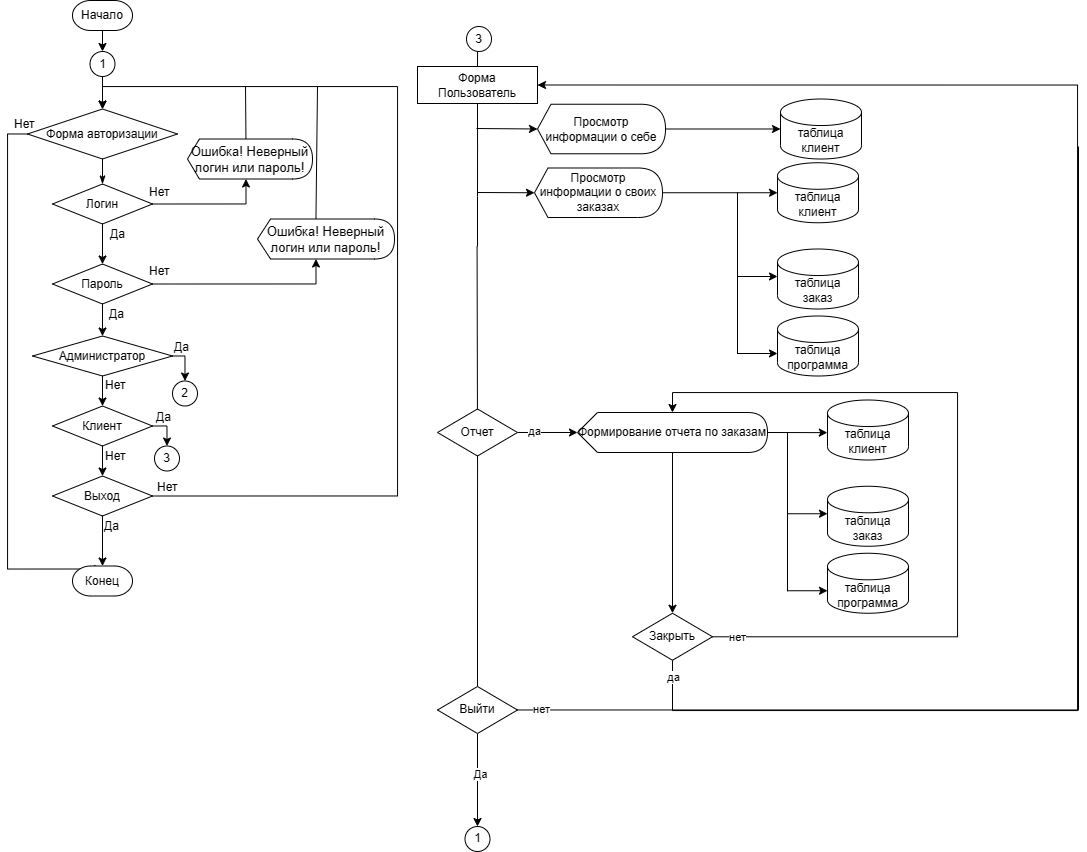 Начало
1
Нет
Форма авторизации
Ошибка! Неверный
логин или пароль!
Логин
Нет
Да
Ошибка! Неверный
логин или пароль!
Пароль
Нет
Да
Администратор
Да
2
Нет
Клиент
Да
3
Нет
Выход
Нет
Да
Конец
3
Форма
Пользователь
Просмотр
информации о себе
таблица
клиент
Просмотр
информации о своих
заказах
таблица
клиент
таблица
заказ
таблица
программа
Отчет
да
Формирование отчета по заказам
таблица
клиент
таблица
заказ
таблица
программа
Закрыть
нет
да
Выйти
нет
Да
1